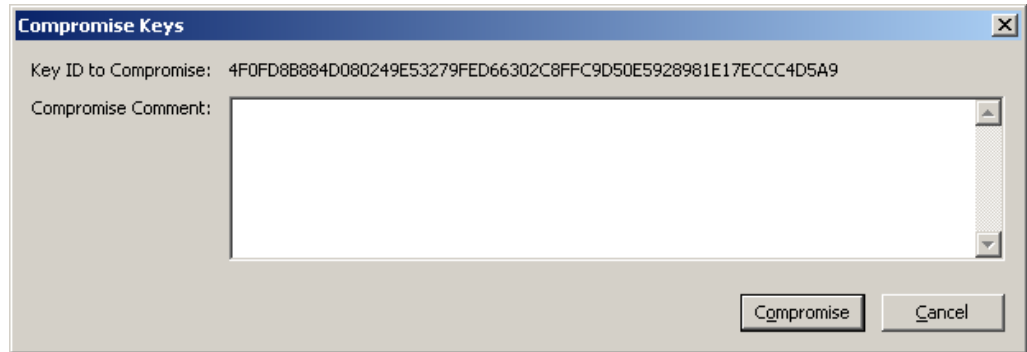 Compromise Keys
Key ID to Compromise: 4F0FD8B884D080249E53279FED66302C8FFC9D50E5928981E17ECCC4D5A9
Compromise Comment:
Compromise Cancel